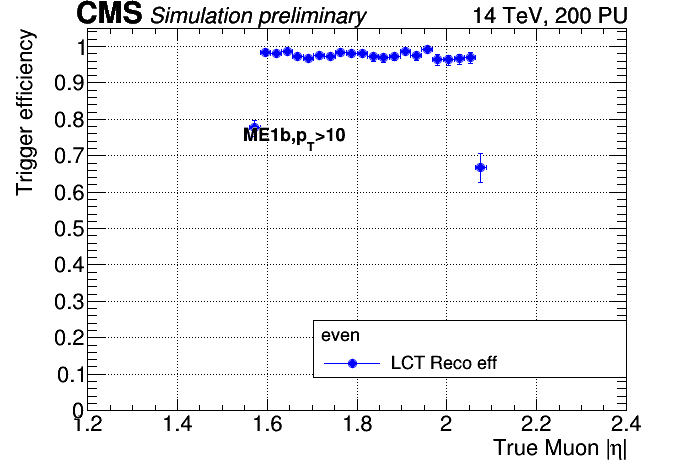 CMS Simulation preliminary 14 TeV, 200 PU
Trigger efficiency
1
0.9
0.8
0.7
0.6
0.5
0.4
0.3
0.2
0.1
0
ME1b,pT>10
even
LCT Reco eff
1.2 1.4 1.6 1.8 2 2.2 2.4
True Muon |η|